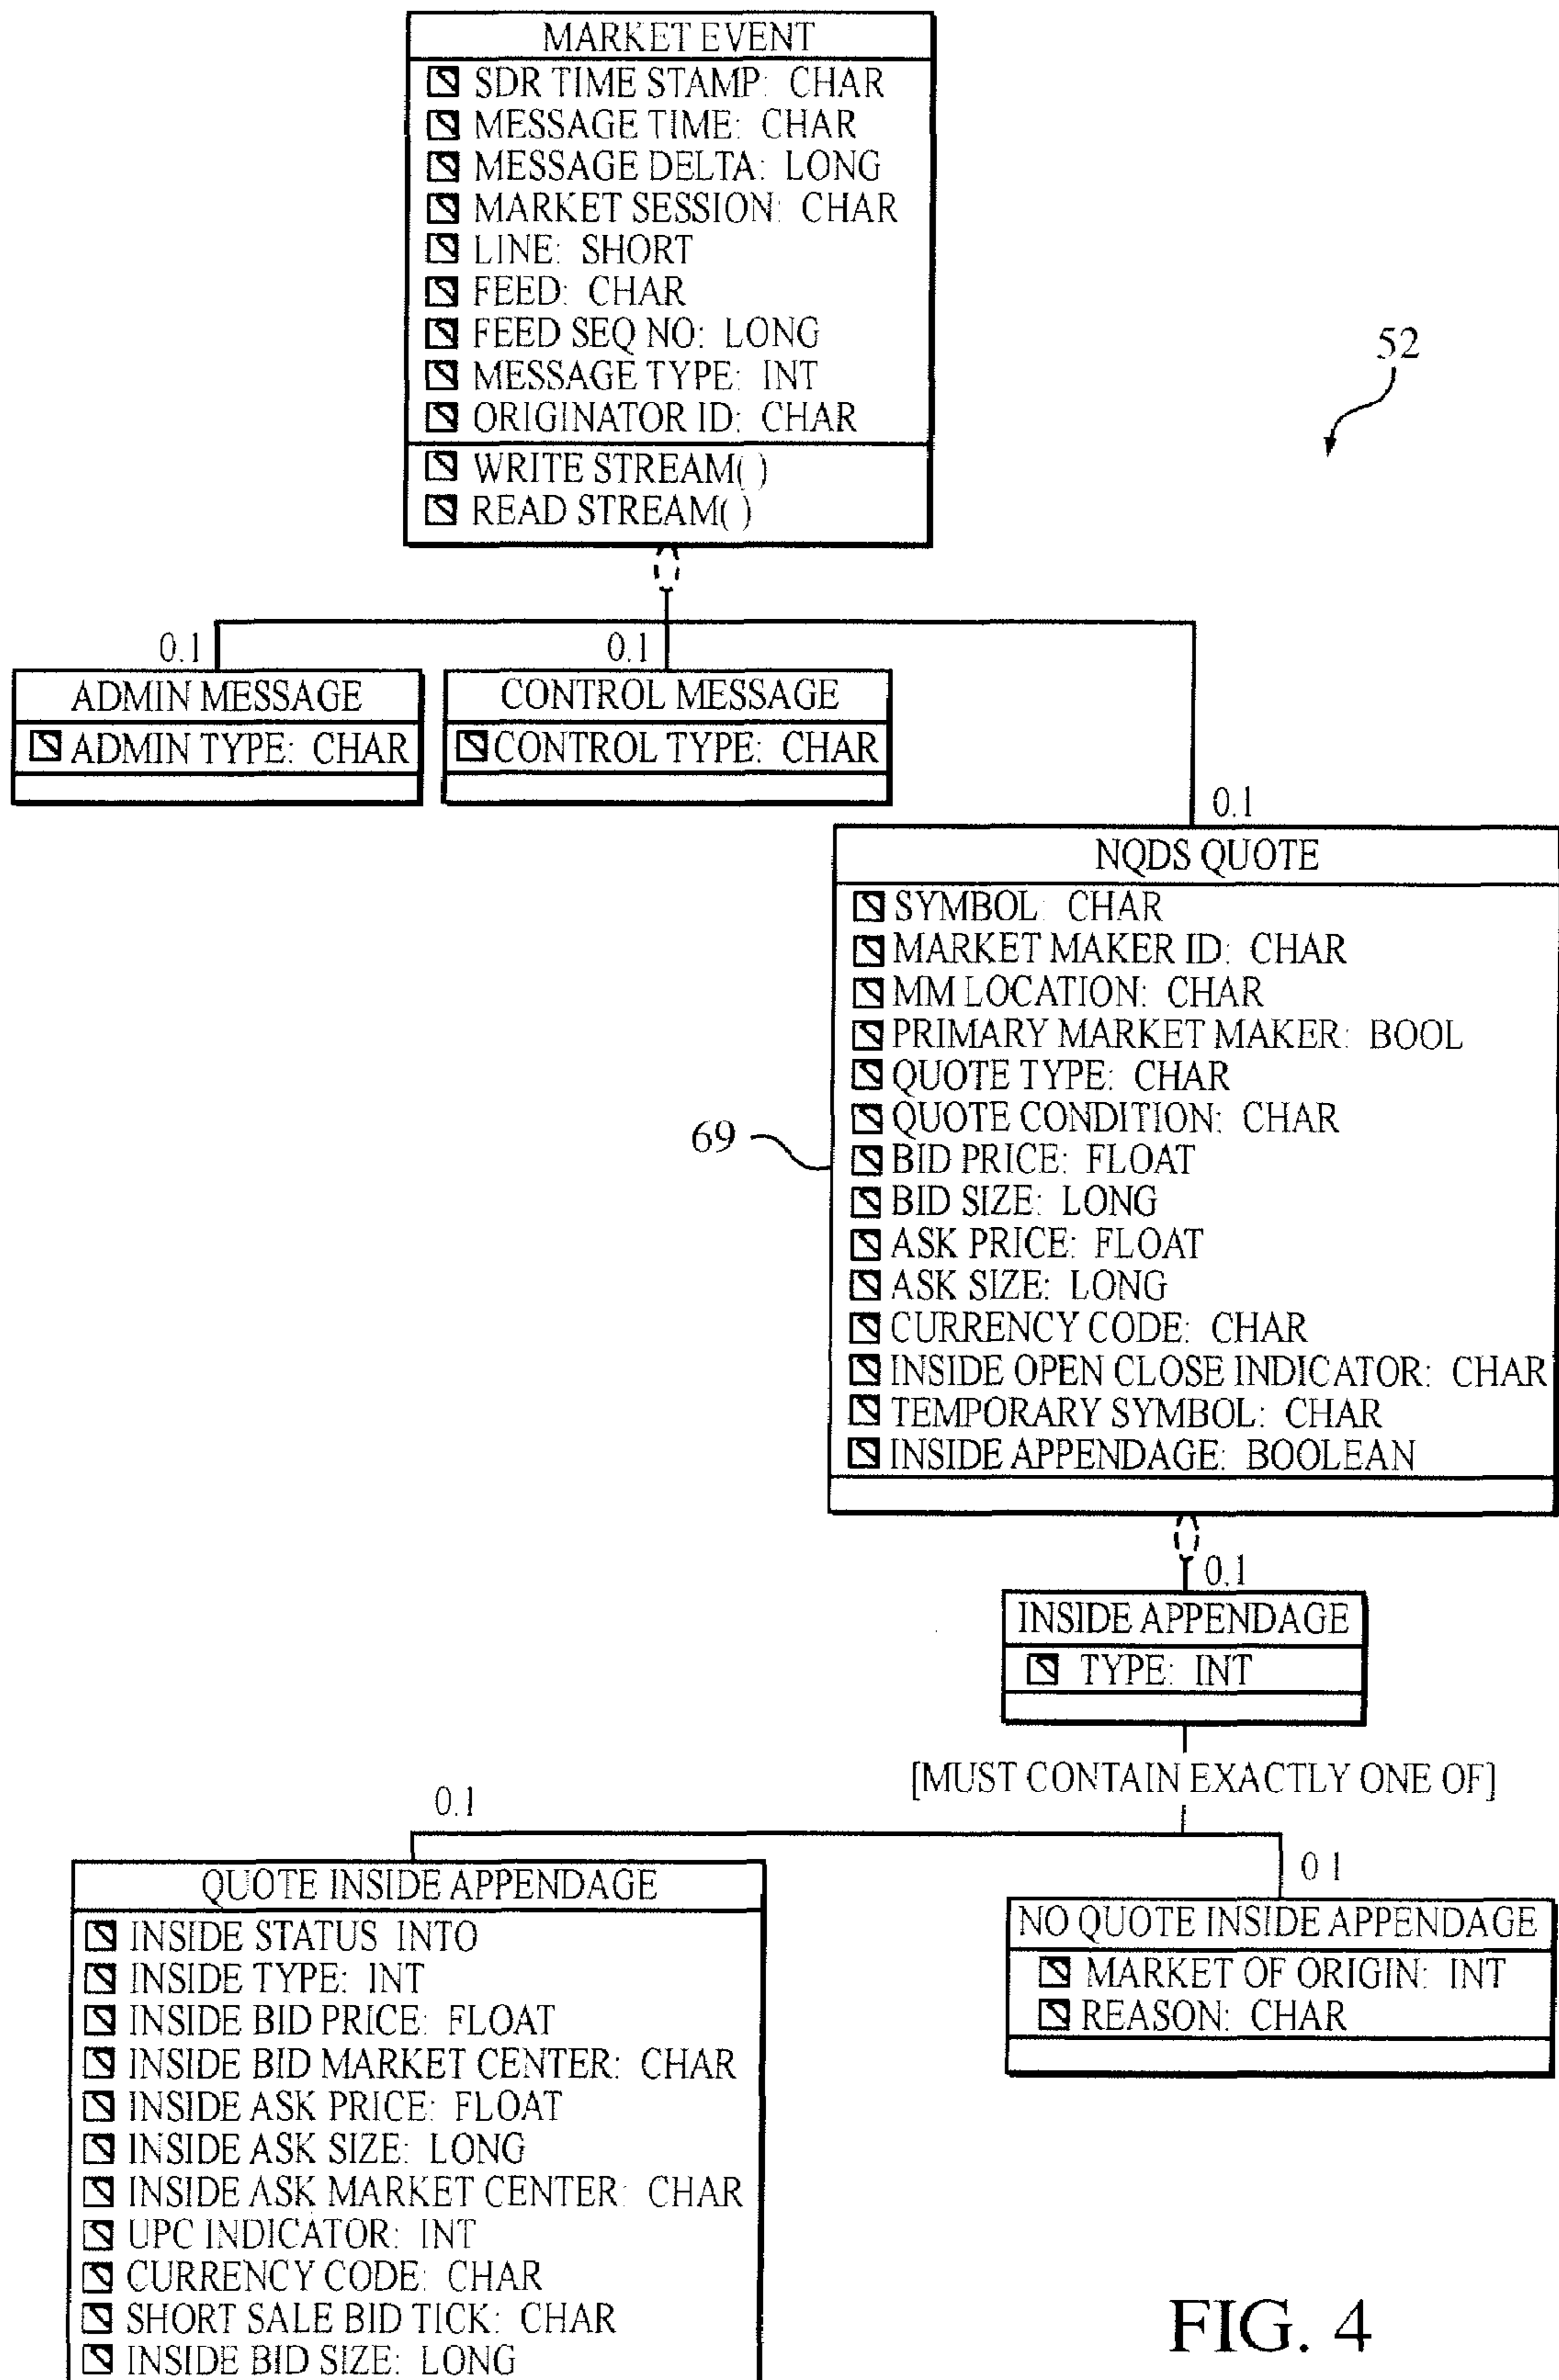 MARKET EVENT
SDR TIME STAMP: CHAR
MESSAGE TIME: CHAR
MESSAGE DELTA: LONG
MARKET SESSION: CHAR
LINE: SHORT
FEED: CHAR
FEED SEQ NO: LONG
MESSAGE TYPE: INT
ORIGINATOR ID: CHAR
WRITE STREAM( )
READ STREAM( )
52
0.1
0.1
ADMIN MESSAGE
ADMIN TYPE: CHAR
CONTROL MESSAGE
CONTROL TYPE: CHAR
0.1
NQDS QUOTE
SYMBOL: CHAR
MARKET MAKER ID: CHAR
MM LOCATION: CHAR
PRIMARY MARKET MAKER: BOOL
QUOTE TYPE: CHAR
QUOTE CONDITION: CHAR
69
BID PRICE: FLOAT
BID SIZE: LONG
ASK PRICE: FLOAT
ASK SIZE: LONG
CURRENCY CODE: CHAR
INSIDE OPEN CLOSE INDICATOR: CHAR
TEMPORARY SYMBOL: CHAR
INSIDE APPENDAGE: BOOLEAN
0.1
INSIDE APPENDAGE
TYPE: INT
[MUST CONTAIN EXACTLY ONE OF]
0.1
QUOTE INSIDE APPENDAGE
INSIDE STATUS INTO
INSIDE TYPE: INT
INSIDE BID PRICE: FLOAT
INSIDE BID MARKET CENTER: CHAR
INSIDE ASK PRICE: FLOAT
INSIDE ASK SIZE: LONG
INSIDE ASK MARKET CENTER: CHAR
UPC INDICATOR: INT
CURRENCY CODE: CHAR
SHORT SALE BID TICK: CHAR
INSIDE BID SIZE: LONG
0 1
NO QUOTE INSIDE APPENDAGE
MARKET OF ORIGIN: INT
REASON: CHAR
FIG. 4